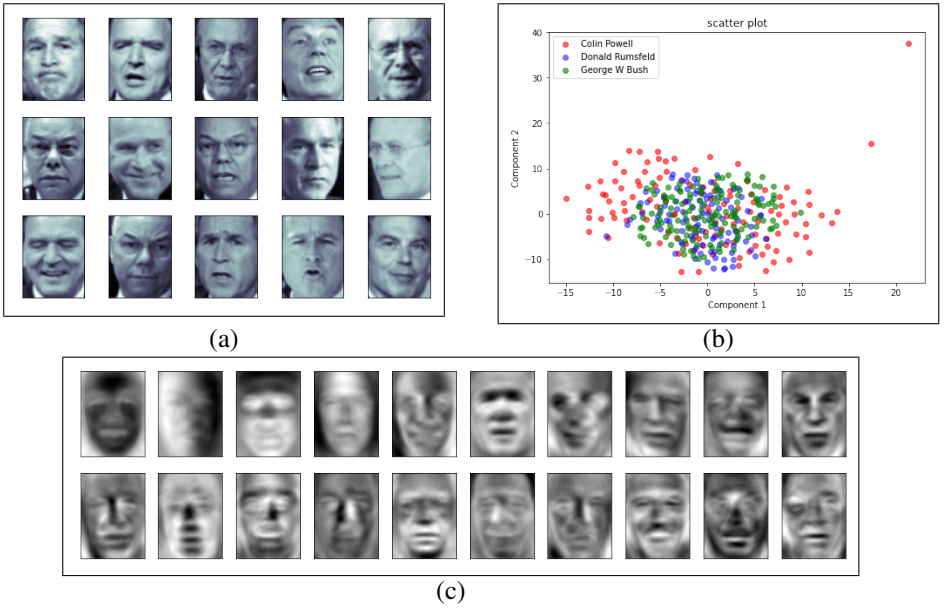 scatter plot
Colin Powell
Donald Rumsfeld
George W Bush
40
30
20
10
0
−10
Component 2
−15
−10
−5
0
5
10
15
20
Component 1
(a)
(b)
(c)